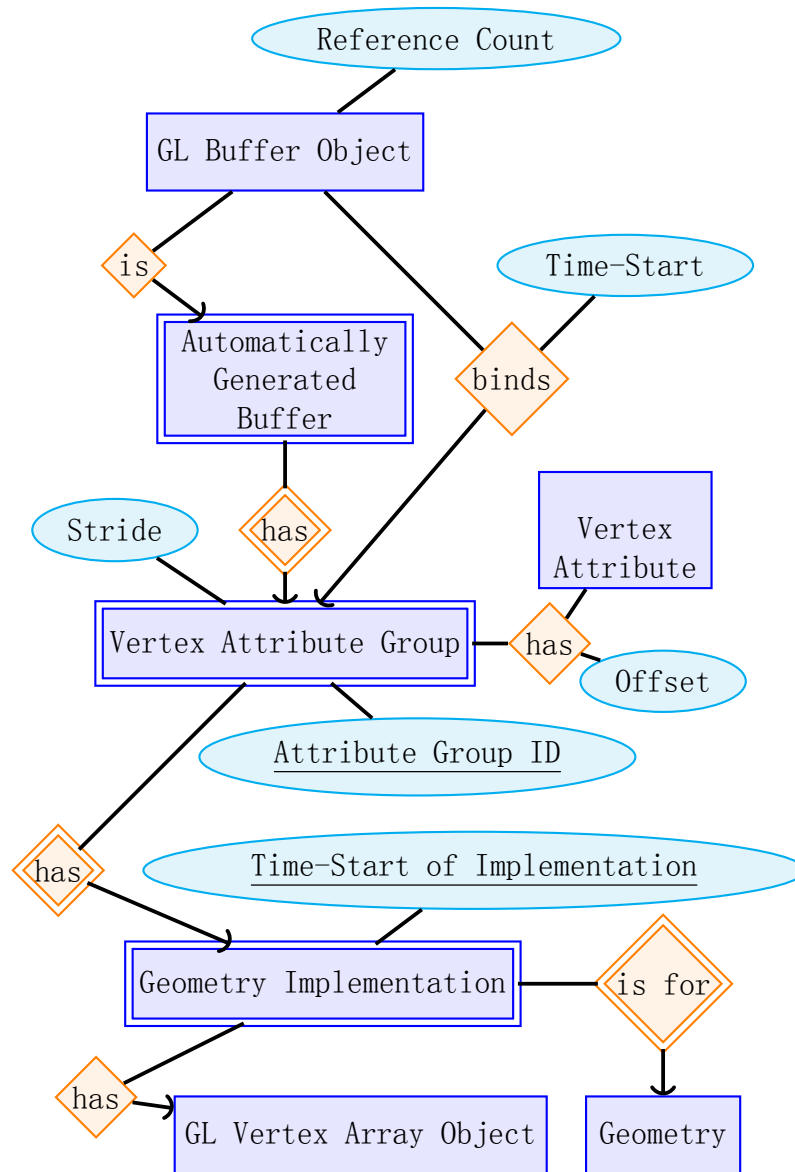 Reference Count
GL Buffer Object
is
Time-Start
Automatically
Generated
Buffer
binds
Stride
has
Vertex
Attribute
Vertex Attribute Group
has
Offset
Attribute Group ID
has
Time-Start of Implementation
Geometry Implementation
is for
has
GL Vertex Array Object
Geometry